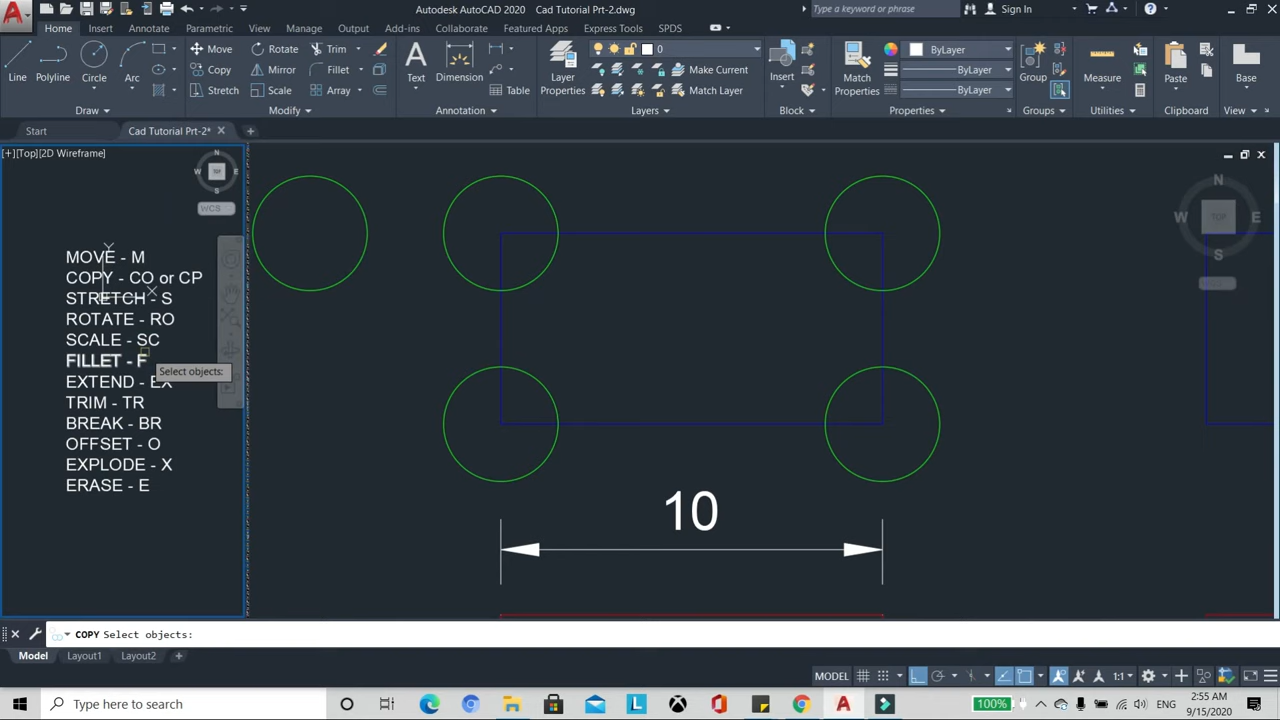 Autodesk AutoCAD 2020 Cad Tutorial Prt-2.dwg
Type a keyword or phrase
Sign In
Home Insert Annotate Parametric View Manage Output Collaborate Featured Apps Express Tools SPDS
Line Polyline Circle Arc
Move Rotate Trim
Copy Mirror Fillet
Stretch Scale Array
Text Dimension Table
Layer Properties
0
Make Current
Match Layer
Insert
Match Properties
ByLayer
ByLayer
ByLayer
Group
Measure
Paste
Base
Draw Modify Annotation Layers Block Properties Groups Utilities Clipboard View
Start Cad Tutorial Prt-2*
[+][Top][2D Wireframe]
N
W TOP E
S
WCS
MOVE - M
COPY - CO or CP
STRETCH - S
ROTATE - RO
SCALE - SC
FILLET - F
Select objects:
EXTEND - EX
TRIM - TR
BREAK - BR
OFFSET - O
EXPLODE - X
ERASE - E
10
N
W TOP E
S
COPY Select objects:
Model Layout1 Layout2 +
MODEL 1:1
Type here to search
100%
ENG
2:55 AM
9/15/2020